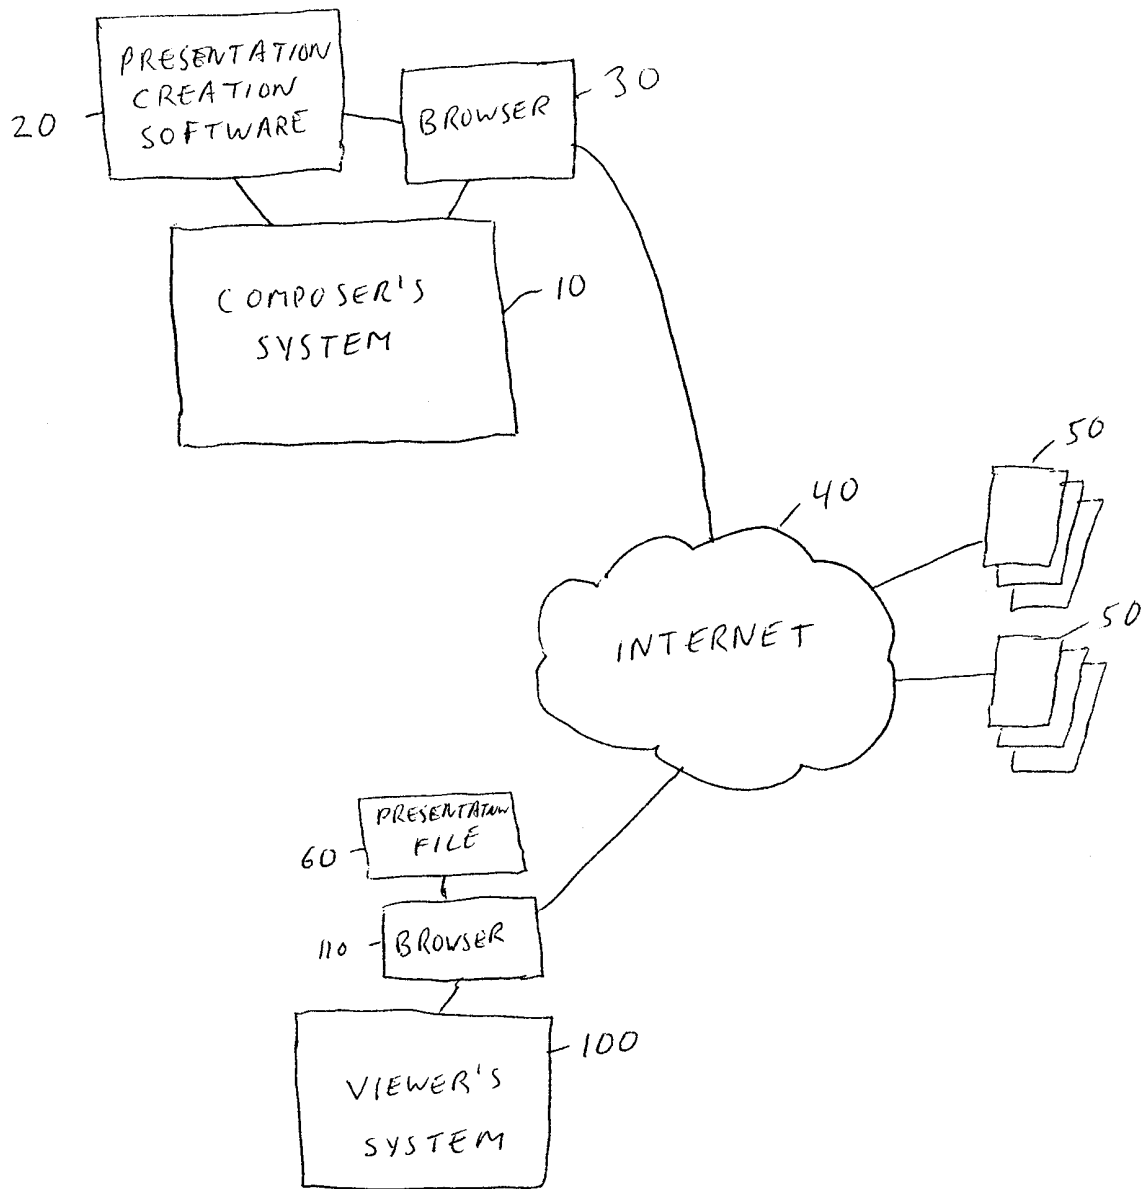 PRESENTATION
CREATION
SOFTWARE
20
BROWSER
30
COMPOSER'S
SYSTEM
10
50
40
INTERNET
50
PRESENTATION
FILE
60
110
BROWSER
100
VIEWER'S
SYSTEM